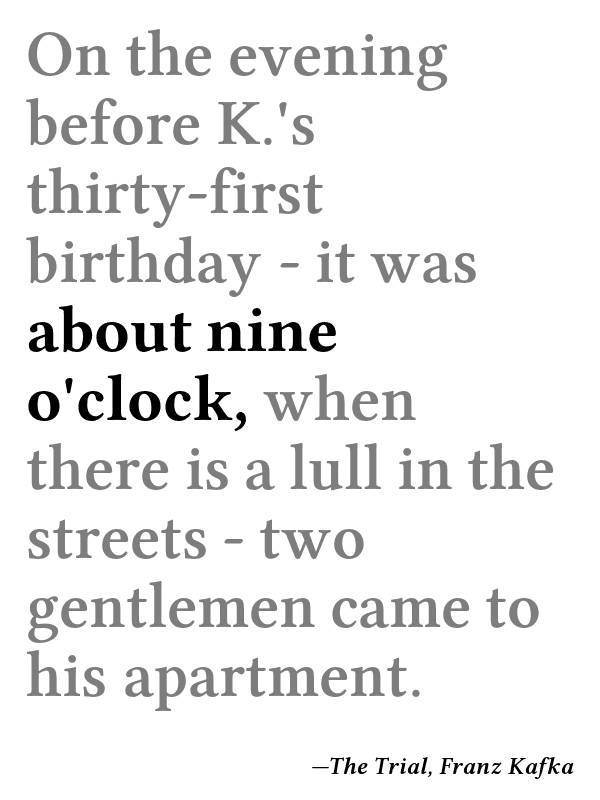 On the evening
before K.'s
thirty-first
birthday - it was
about nine
o'clock, when
there is a lull in the
streets - two
gentlemen came to
his apartment.
—The Trial, Franz Kafka